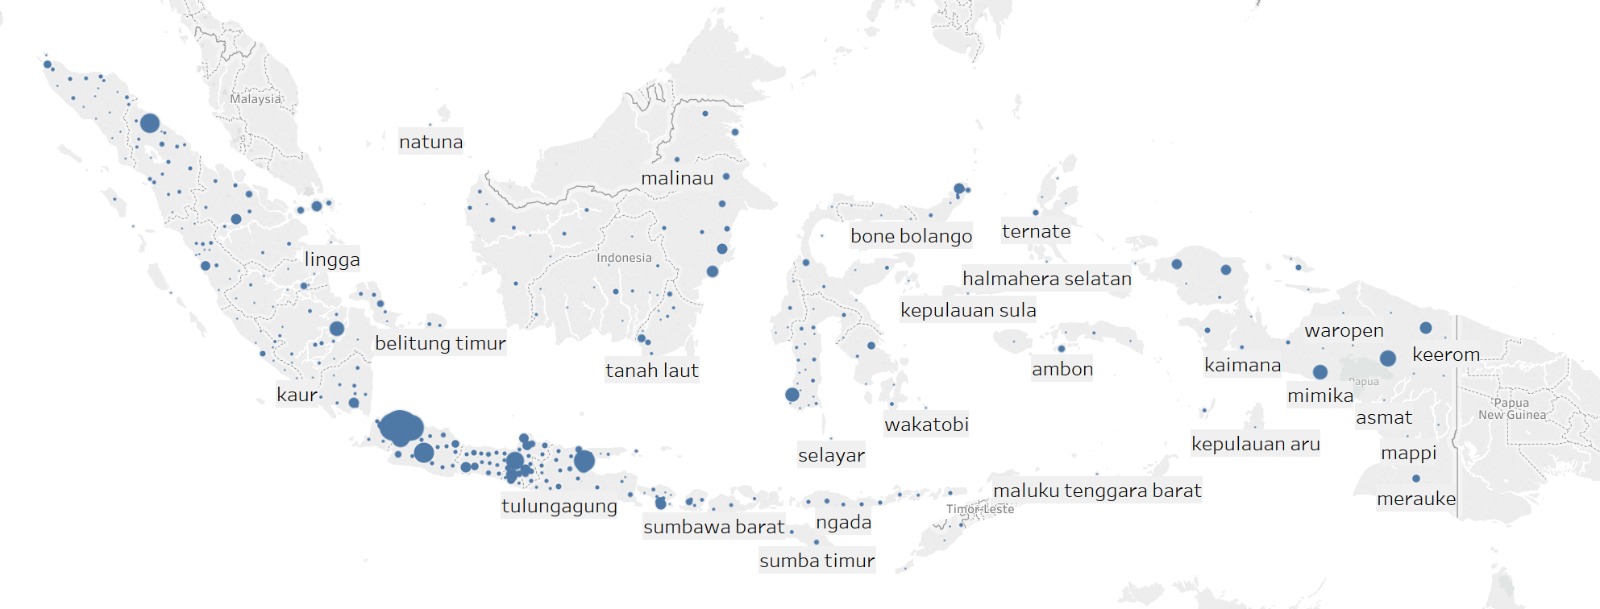 Malaysia
natuna
malinau
bone bolango
ternate
lingga
Indonesia
halmahera selatan
kepulauan sula
waropen
belitung timur
keerom
tanah laut
ambon
kaimana
Papua
mimika
kaur
Papua
New Guinea
asmat
wakatobi
kepulauan aru
selayar
mappi
maluku tenggara barat
merauke
tulungagung
Timor-Leste
sumbawa barat
ngada
sumba timur